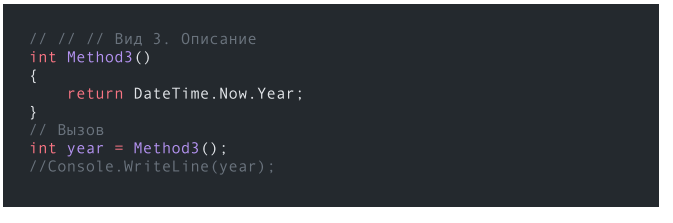 // // // Вид 3. Описание
int Method3()
{
    return DateTime.Now.Year;
}
// Вызов
int year = Method3();
//Console.WriteLine(year);